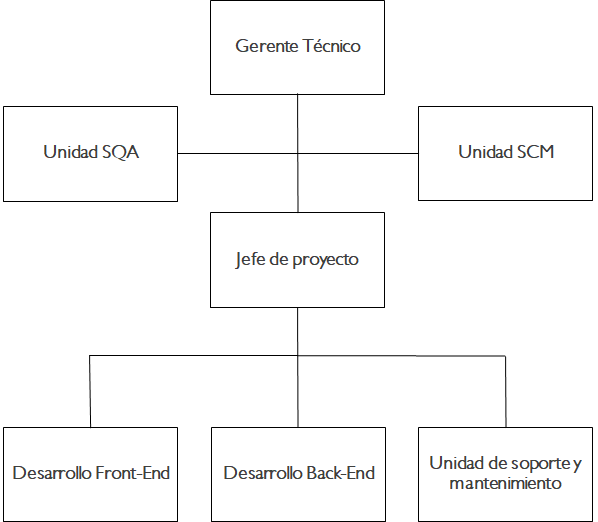 Gerente Técnico
Unidad SQA
Unidad SCM
Jefe de proyecto
Desarrollo Front-End
Desarrollo Back-End
Unidad de soporte y
mantenimiento